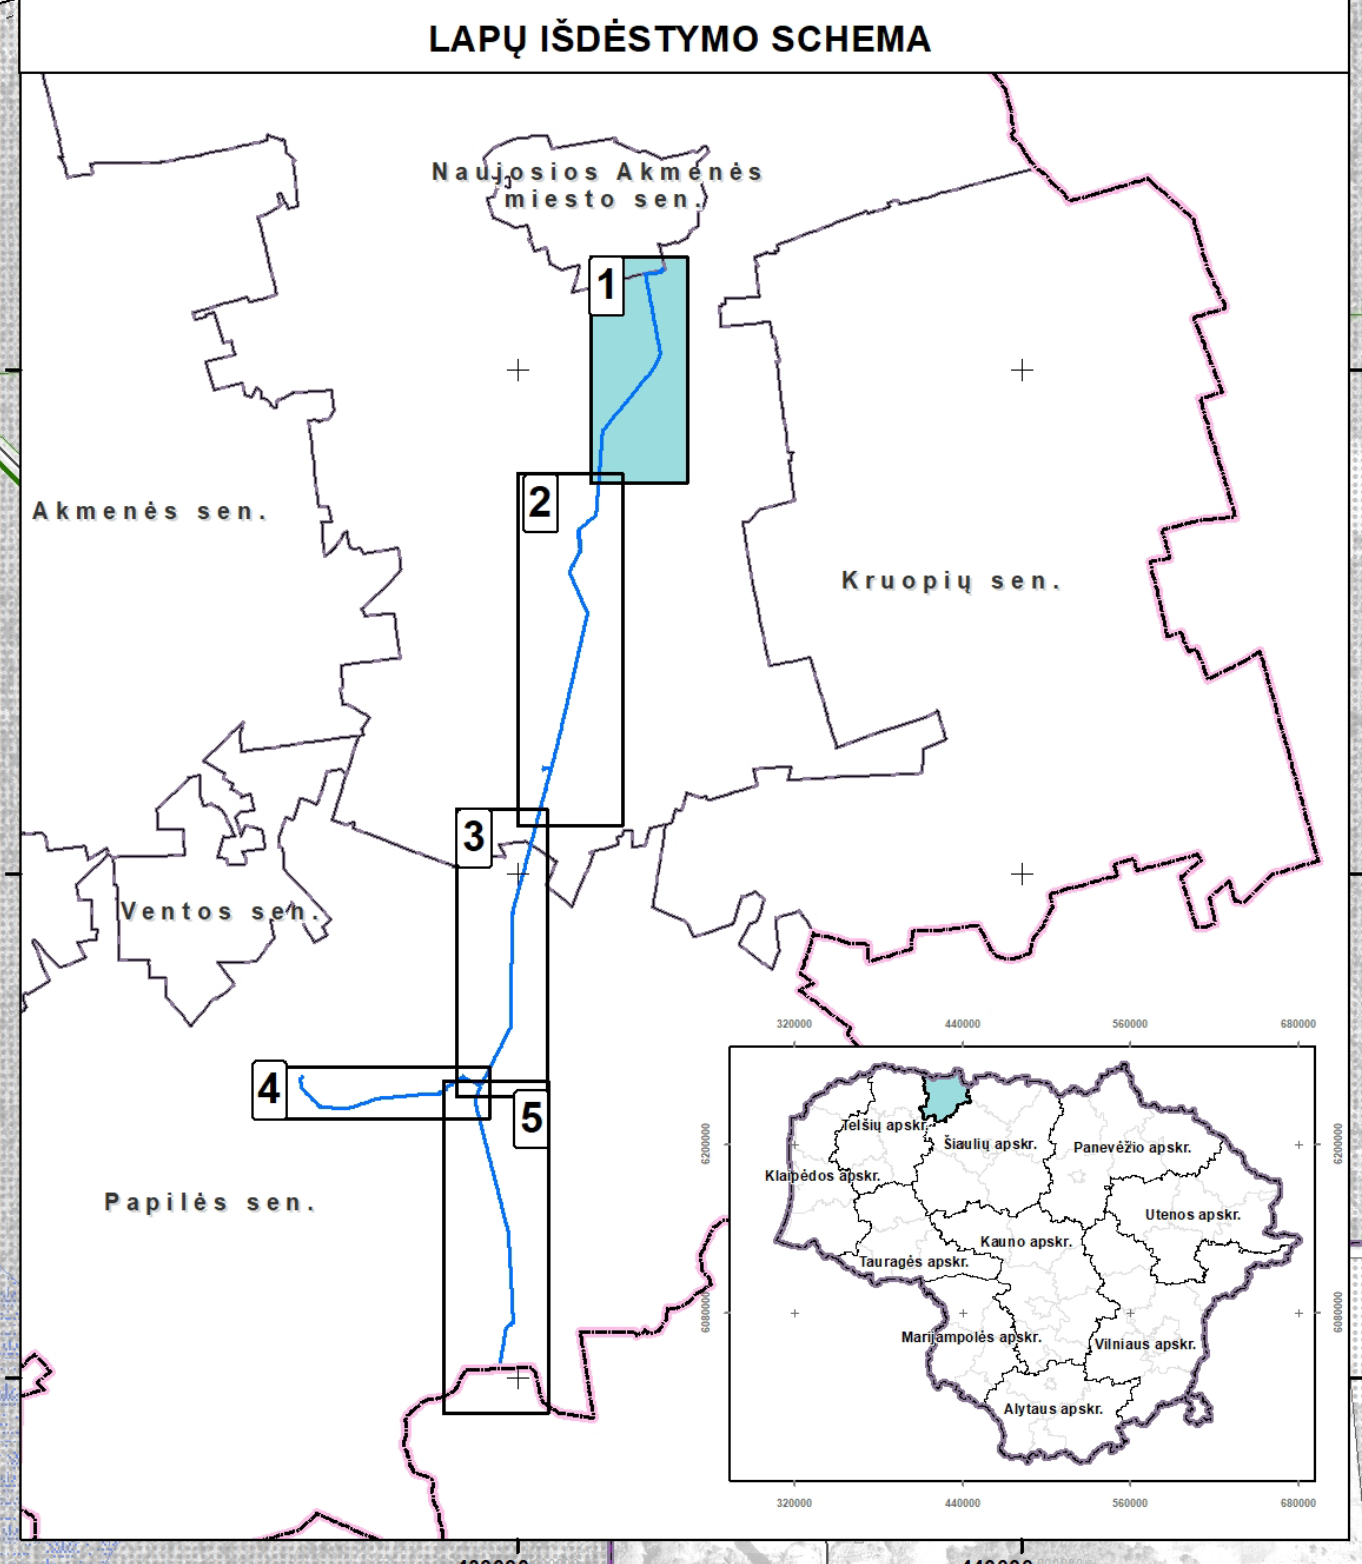 LAPŲ IŠDĖSTYMO SCHEMA
Naujosios Akmenės
miesto sen.
1
2
Akmenės sen.
Kruopių sen.
3
Ventos sen.
4
5
Papilės sen.
320000 440000 560000 680000
6200000 6200000
6080000 6080000
Telšių apskr.
Šiaulių apskr.
Panevėžio apskr.
Klaipėdos apskr.
Utenos apskr.
Kauno apskr.
Tauragės apskr.
Marijampolės apskr.
Vilniaus apskr.
Alytaus apskr.
320000 440000 560000 680000